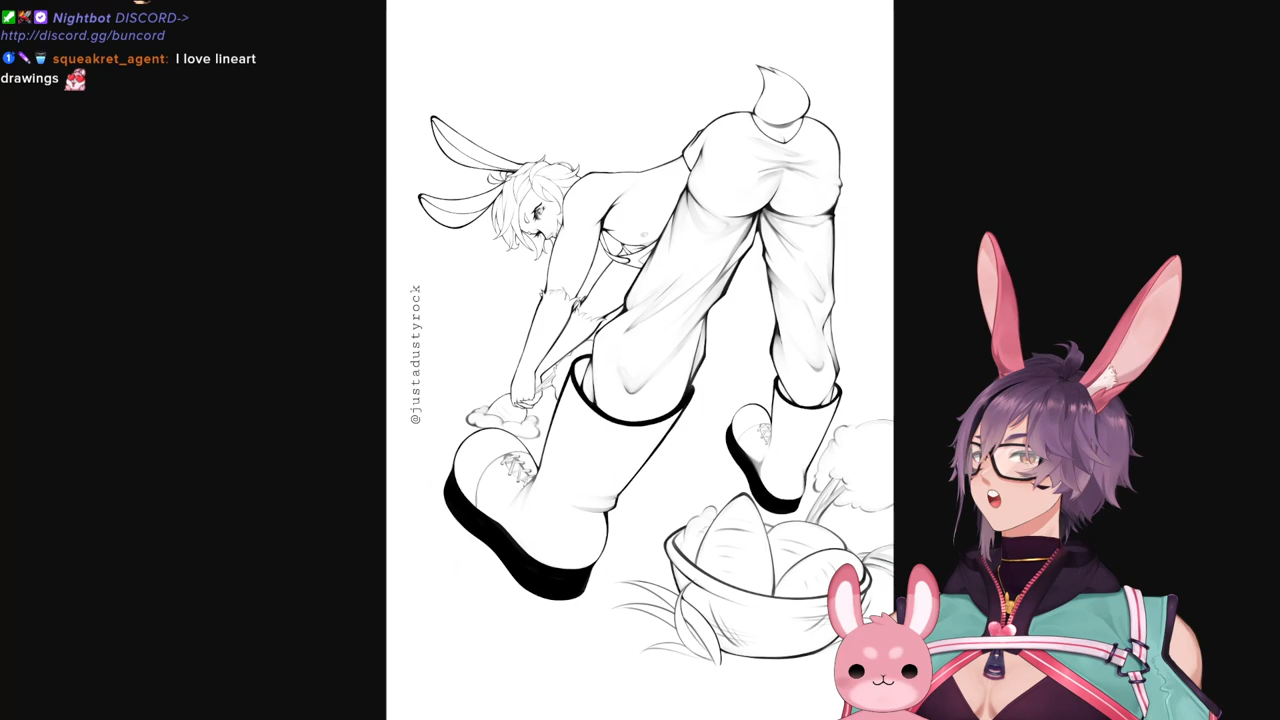 Nightbot DISCORD->
http://discord.gg/buncord
squeakret_agent: I love lineart
drawings
@justadustyrock